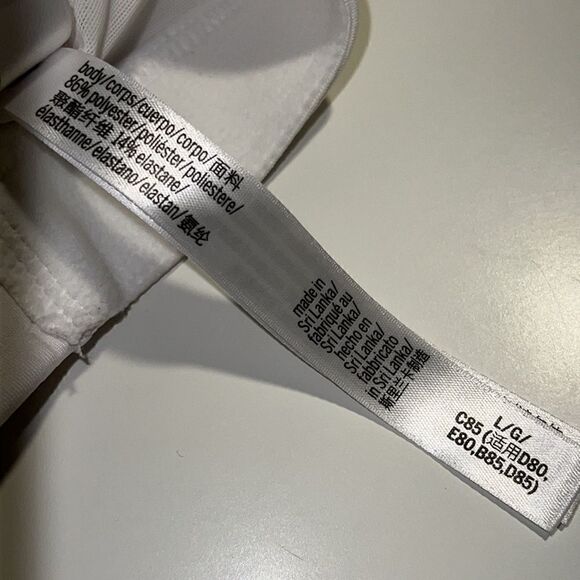 body/corps/cuerpo/corpo/面料
86% polyester/poliéster/poliestere/
聚酯纤维 14% elastane/
élasthanne/elastano/elastan/氨纶
made in
Sri Lanka/
fabriqué au
Sri Lanka/
hecho en
Sri Lanka/
fabbricato
in Sri Lanka/
斯里兰卡制造
L/G/
C85 (适用D80,
E80,B85,D85)